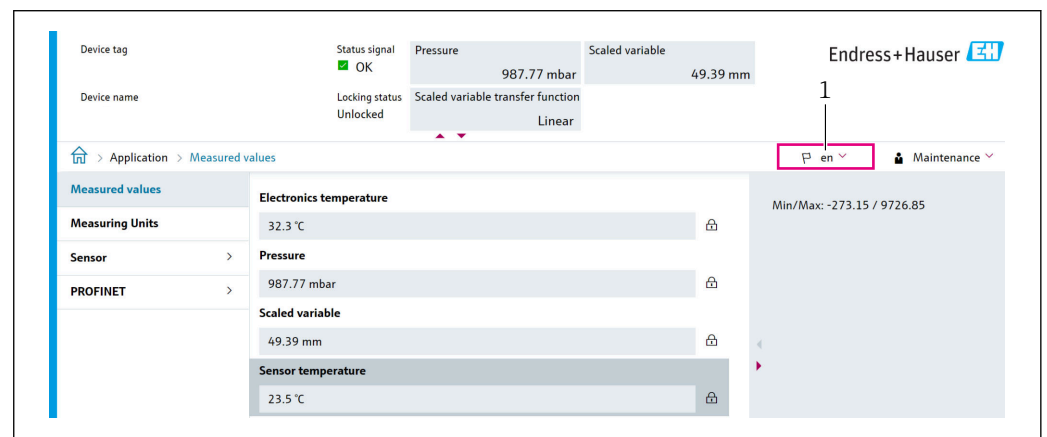 Device tag
Status signal
OK
Pressure
987.77 mbar
Scaled variable
49.39 mm
Endress+Hauser EH
Device name
Locking status
Unlocked
Scaled variable transfer function
Linear
1
Application > Measured values
en
Maintenance
Measured values
Measuring Units
Sensor >
PROFINET >
Electronics temperature
32.3 °C
Pressure
987.77 mbar
Scaled variable
49.39 mm
Sensor temperature
23.5 °C
Min/Max: -273.15 / 9726.85